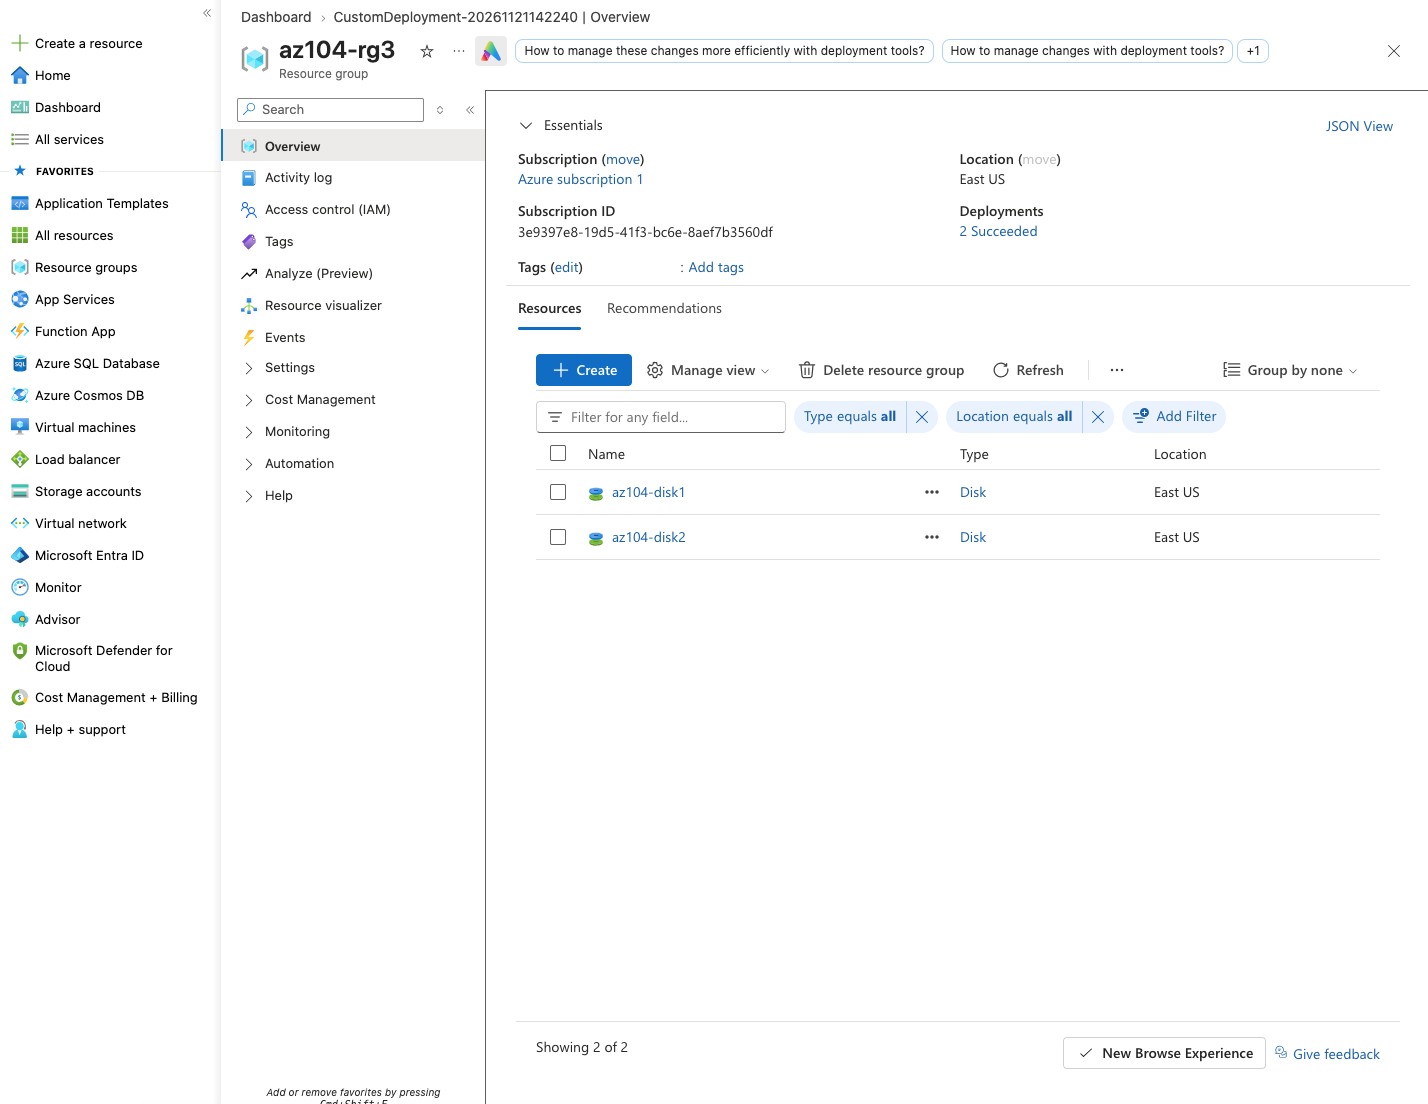 Create a resource
Home
Dashboard
All services
FAVORITES
Application Templates
All resources
Resource groups
App Services
Function App
Azure SQL Database
Azure Cosmos DB
Virtual machines
Load balancer
Storage accounts
Virtual network
Microsoft Entra ID
Monitor
Advisor
Microsoft Defender for
Cloud
Cost Management + Billing
Help + support
Dashboard > CustomDeployment-20261121142240 | Overview
az104-rg3
Resource group
How to manage these changes more efficiently with deployment tools?
How to manage changes with deployment tools?
+1
Search
Overview
Activity log
Access control (IAM)
Tags
Analyze (Preview)
Resource visualizer
Events
Settings
Cost Management
Monitoring
Automation
Help
Add or remove favorites by pressing
Cmd+Shift+F
Essentials
JSON View
Subscription (move)
Azure subscription 1
Subscription ID
3e9397e8-19d5-41f3-bc6e-8aef7b3560df
Location (move)
East US
Deployments
2 Succeeded
Tags (edit) : Add tags
Resources Recommendations
Create Manage view Delete resource group Refresh ... Group by none
Filter for any field... Type equals all Location equals all Add Filter
Name Type Location
az104-disk1 ... Disk East US
az104-disk2 ... Disk East US
Showing 2 of 2
New Browse Experience
Give feedback